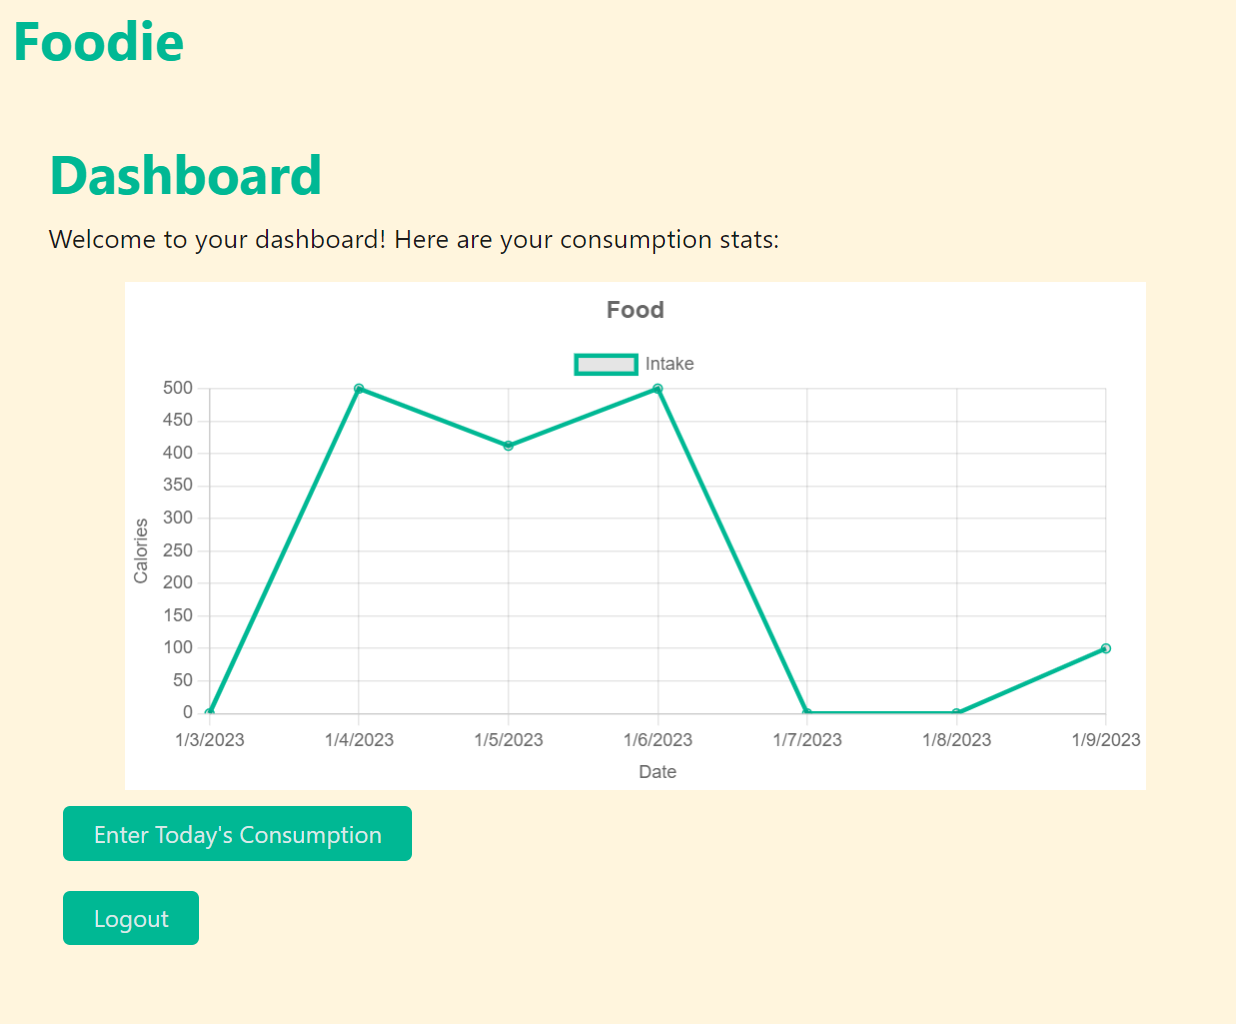 Foodie
Dashboard
Welcome to your dashboard! Here are your consumption stats:
Food
Intake
500
450
400
350
300
250
200
150
100
50
0
Calories
1/3/2023 1/4/2023 1/5/2023 1/6/2023 1/7/2023 1/8/2023 1/9/2023
Date
Enter Today's Consumption
Logout